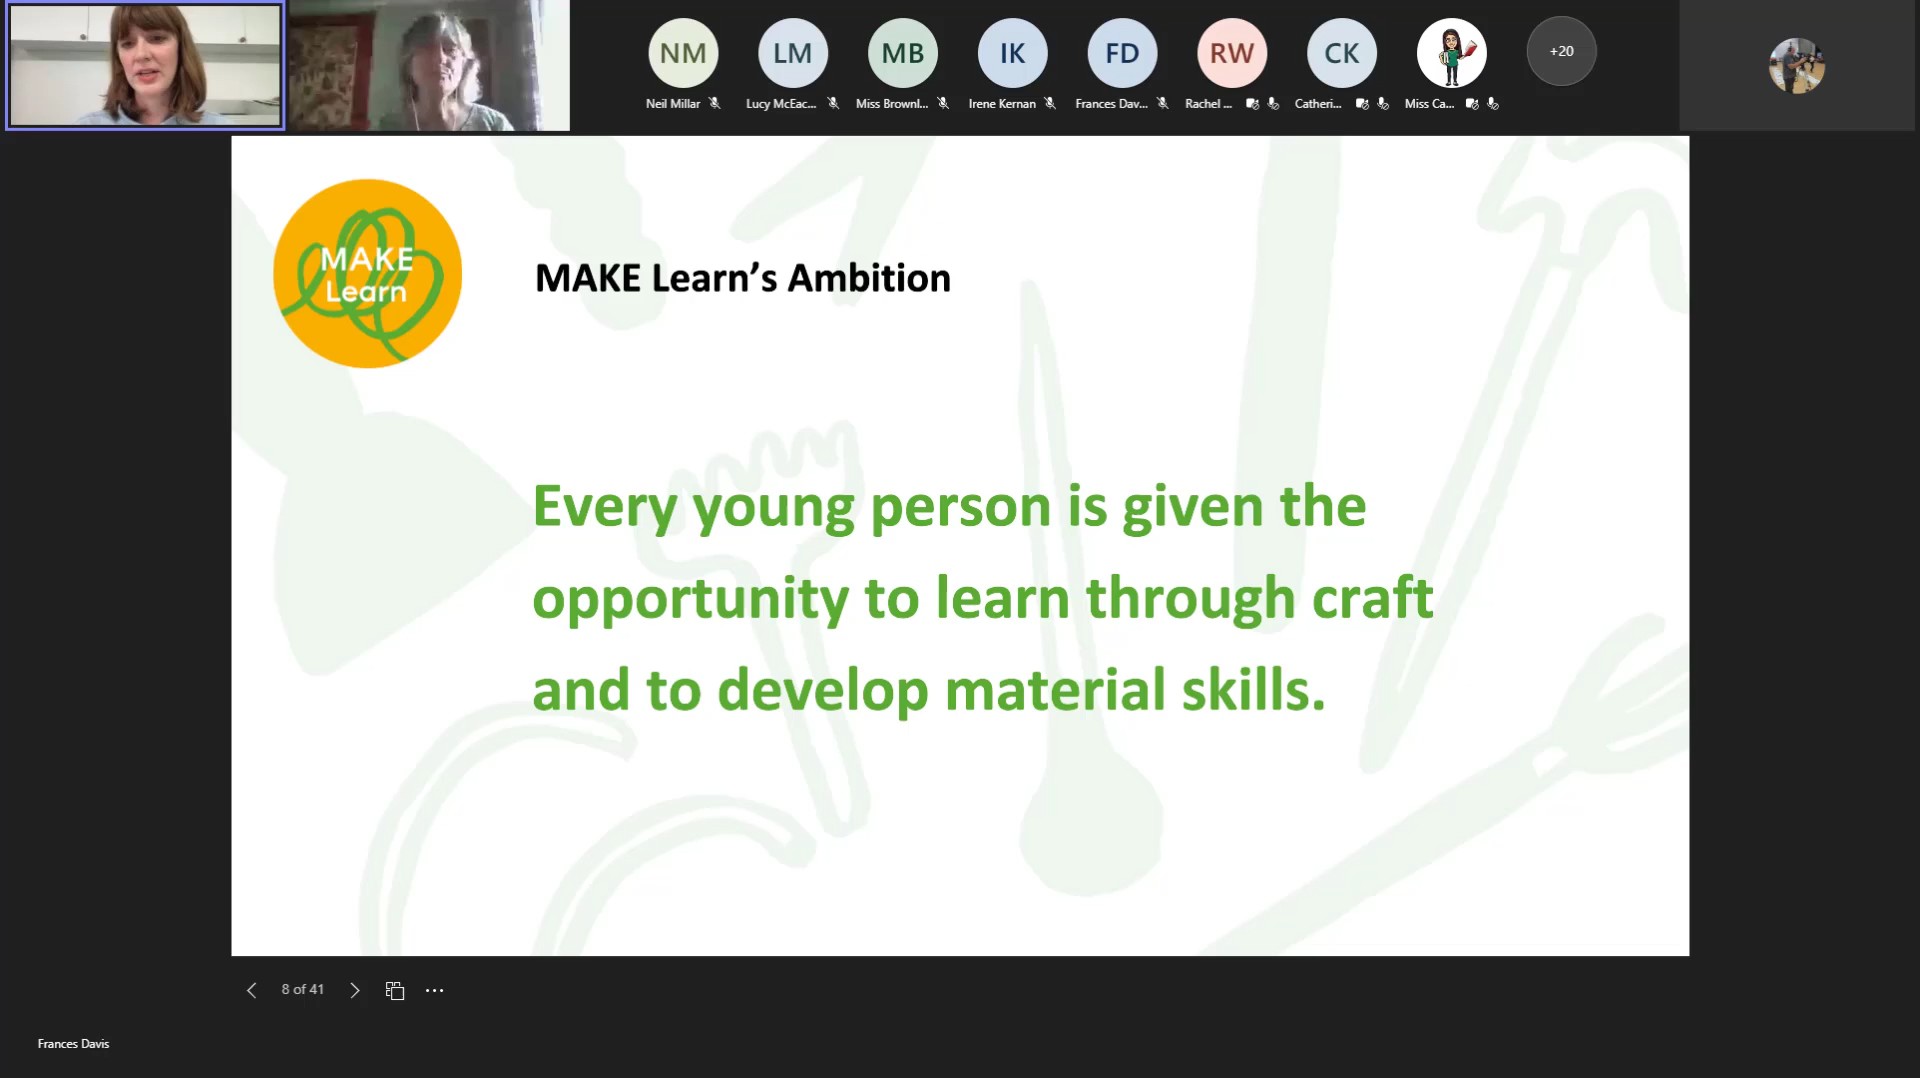 NM
LM
MB
IK
FD
RW
CK
+20
Neil Millar
Lucy McEac...
Miss Brownl...
Irene Kernan
Frances Dav...
Rachel ...
Catheri...
Miss Ca...
MAKE
Learn
MAKE Learn’s Ambition
Every young person is given the
opportunity to learn through craft
and to develop material skills.
8 of 41
Frances Davis